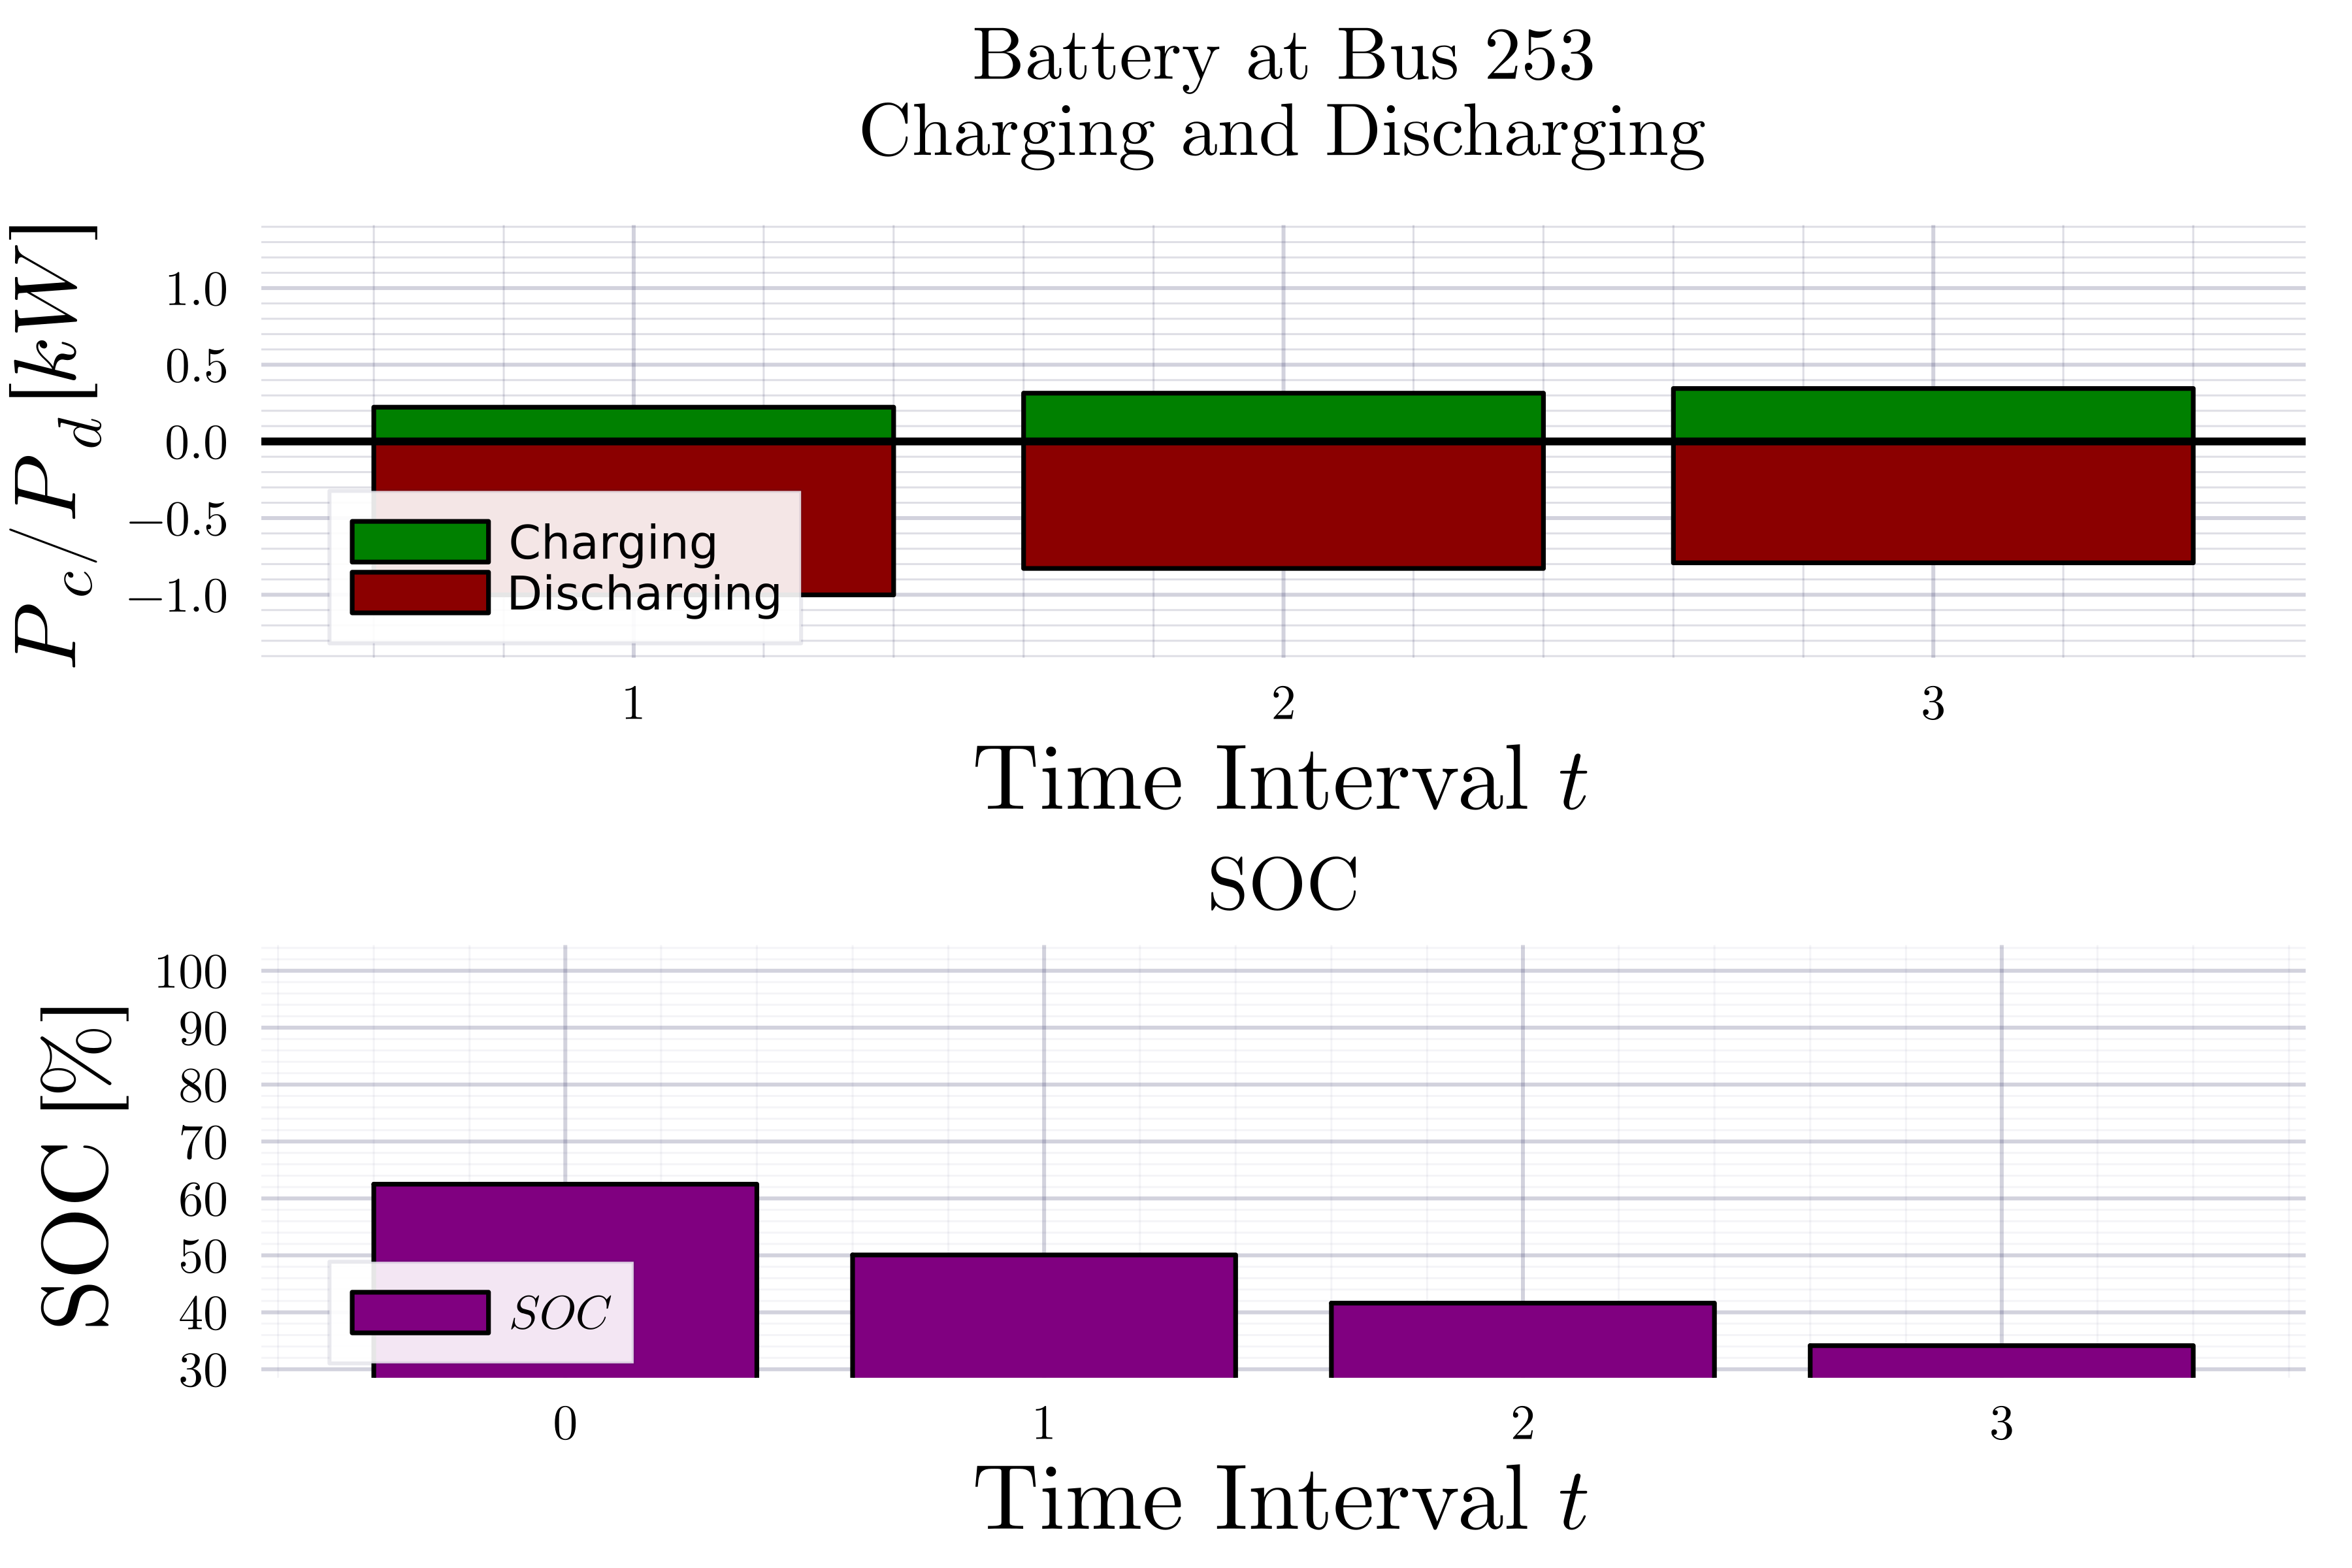 Battery at Bus 253
Charging and Discharging
P_c/P_d [kW]
1.0
0.5
0.0
−0.5
−1.0
Charging
Discharging
1 2 3
Time Interval t
SOC
SOC [%]
100
90
80
70
60
50
40
30
SOC
0 1 2 3
Time Interval t